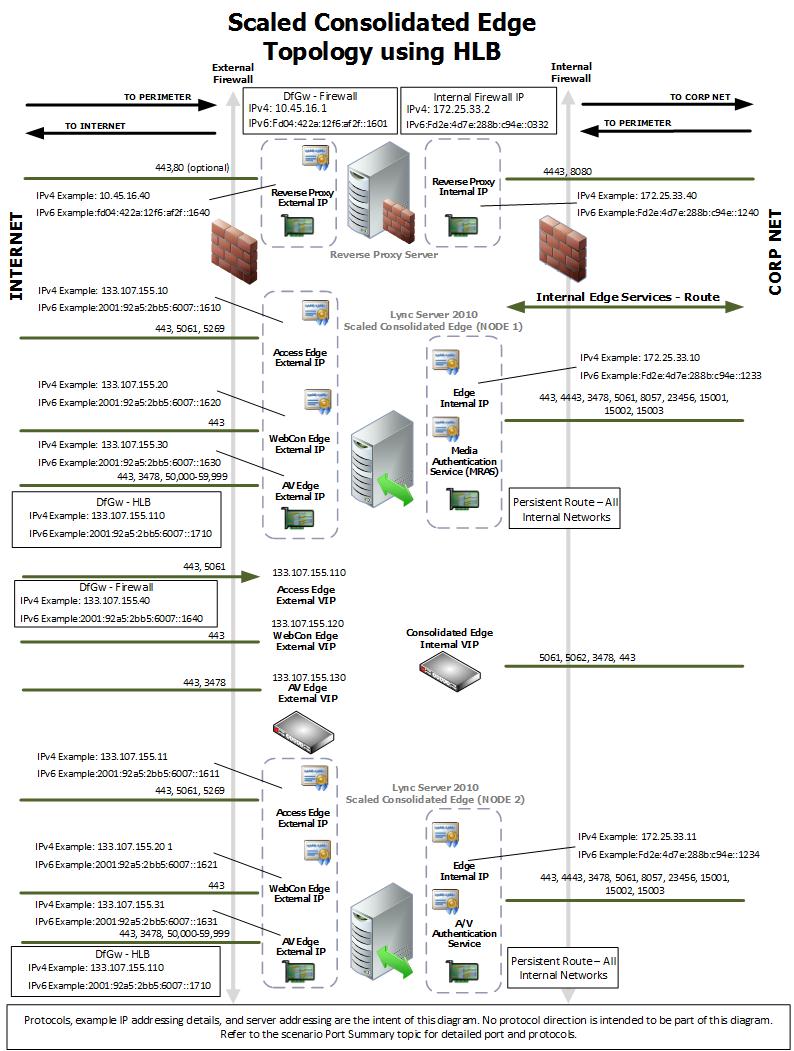 Scaled Consolidated Edge
Topology using HLB
External
Firewall
Internal
Firewall
TO PERIMETER
TO INTERNET
DfGw - Firewall
IPv4: 10.45.16.1
IPv6:Fd04:422a:12f6:af2f::1601
Internal Firewall IP
IPv4: 172.25.33.2
IPv6:Fd2e:4d7e:288b:c94e::0332
TO CORP NET
TO PERIMETER
443,80 (optional)
IPv4 Example: 10.45.16.40
IPv6 Example:fd04:422a:12f6:af2f::1640
Reverse Proxy
External IP
Reverse Proxy
Internal IP
Reverse Proxy Server
4443, 8080
IPv4 Example: 172.25.33.40
IPv6 Example:Fd2e:4d7e:288b:c94e::1240
INTERNET
CORP NET
IPv4 Example: 133.107.155.10
IPv6 Example:2001:92a5:2bb5:6007::1610
443, 5061, 5269
Access Edge
External IP
Lync Server 2010
Scaled Consolidated Edge (NODE 1)
Internal Edge Services - Route
IPv4 Example: 133.107.155.20
IPv6 Example:2001:92a5:2bb5:6007::1620
443
WebCon Edge
External IP
Edge
Internal IP
IPv4 Example: 172.25.33.10
IPv6 Example:Fd2e:4d7e:288b:c94e::1233
443, 4443, 3478, 5061, 8057, 23456, 15001,
15002, 15003
IPv4 Example: 133.107.155.30
IPv6 Example:2001:92a5:2bb5:6007::1630
443, 3478, 50,000-59,999
AV Edge
External IP
Media
Authentication
Service (MRAS)
DfGw - HLB
IPv4 Example: 133.107.155.110
IPv6 Example:2001:92a5:2bb5:6007::1710
Persistent Route – All
Internal Networks
443, 5061
133.107.155.110
Access Edge
External VIP
DfGw - Firewall
IPv4 Example: 133.107.155.40
IPv6 Example:2001:92a5:2bb5:6007::1640
443
133.107.155.120
WebCon Edge
External VIP
Consolidated Edge
Internal VIP
5061, 5062, 3478, 443
443, 3478
133.107.155.130
AV Edge
External VIP
IPv4 Example: 133.107.155.11
IPv6 Example:2001:92a5:2bb5:6007::1611
443, 5061, 5269
Access Edge
External IP
Lync Server 2010
Scaled Consolidated Edge (NODE 2)
IPv4 Example: 133.107.155.20 1
IPv6 Example:2001:92a5:2bb5:6007::1621
443
WebCon Edge
External IP
Edge
Internal IP
IPv4 Example: 172.25.33.11
IPv6 Example:Fd2e:4d7e:288b:c94e::1234
443, 4443, 3478, 5061, 8057, 23456, 15001,
15002, 15003
IPv4 Example: 133.107.155.31
IPv6 Example:2001:92a5:2bb5:6007::1631
443, 3478, 50,000-59,999
AV Edge
External IP
A/V
Authentication
Service
DfGw - HLB
IPv4 Example: 133.107.155.110
IPv6 Example:2001:92a5:2bb5:6007::1710
Persistent Route – All
Internal Networks
Protocols, example IP addressing details, and server addressing are the intent of this diagram. No protocol direction is intended to be part of this diagram.
Refer to the scenario Port Summary topic for detailed port and protocols.